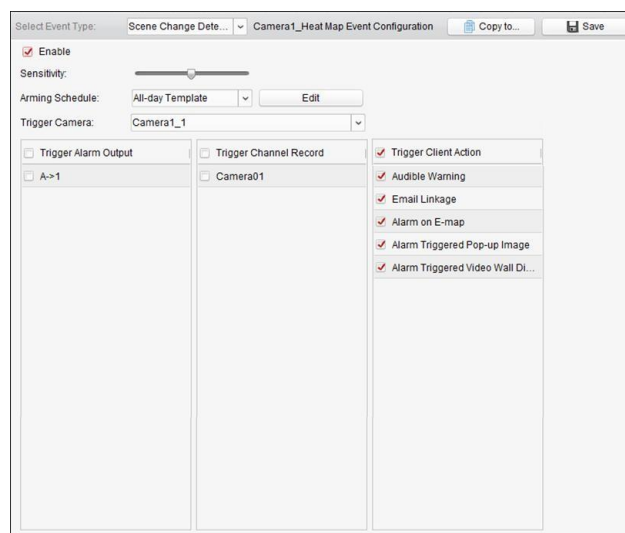 Select Event Type: Scene Change Dete... Camera1_Heat Map Event Configuration Copy to... Save
Enable
Sensitivity:
Arming Schedule: All-day Template Edit
Trigger Camera: Camera1_1
Trigger Alarm Output Trigger Channel Record Trigger Client Action
A->1 Camera01 Audible Warning
Email Linkage
Alarm on E-map
Alarm Triggered Pop-up Image
Alarm Triggered Video Wall Di...